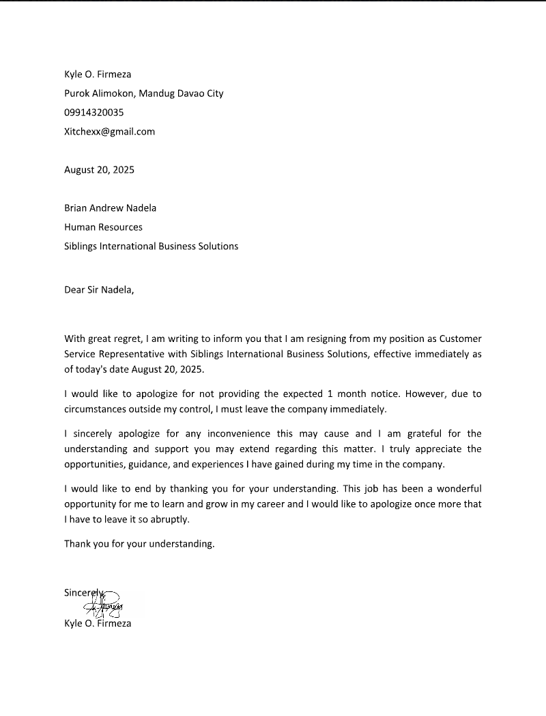 Kyle O. Firmeza
Purok Alimokon, Mandug Davao City
09914320035
Xitchexx@gmail.com
August 20, 2025
Brian Andrew Nadela
Human Resources
Siblings International Business Solutions
Dear Sir Nadela,
With great regret, I am writing to inform you that I am resigning from my position as Customer
Service Representative with Siblings International Business Solutions, effective immediately as
of today's date August 20, 2025.
I would like to apologize for not providing the expected 1 month notice. However, due to
circumstances outside my control, I must leave the company immediately.
I sincerely apologize for any inconvenience this may cause and I am grateful for the
understanding and support you may extend regarding this matter. I truly appreciate the
opportunities, guidance, and experiences I have gained during my time in the company.
I would like to end by thanking you for your understanding. This job has been a wonderful
opportunity for me to learn and grow in my career and I would like to apologize once more that
I have to leave it so abruptly.
Thank you for your understanding.
Sincerely,
Kyle O. Firmeza